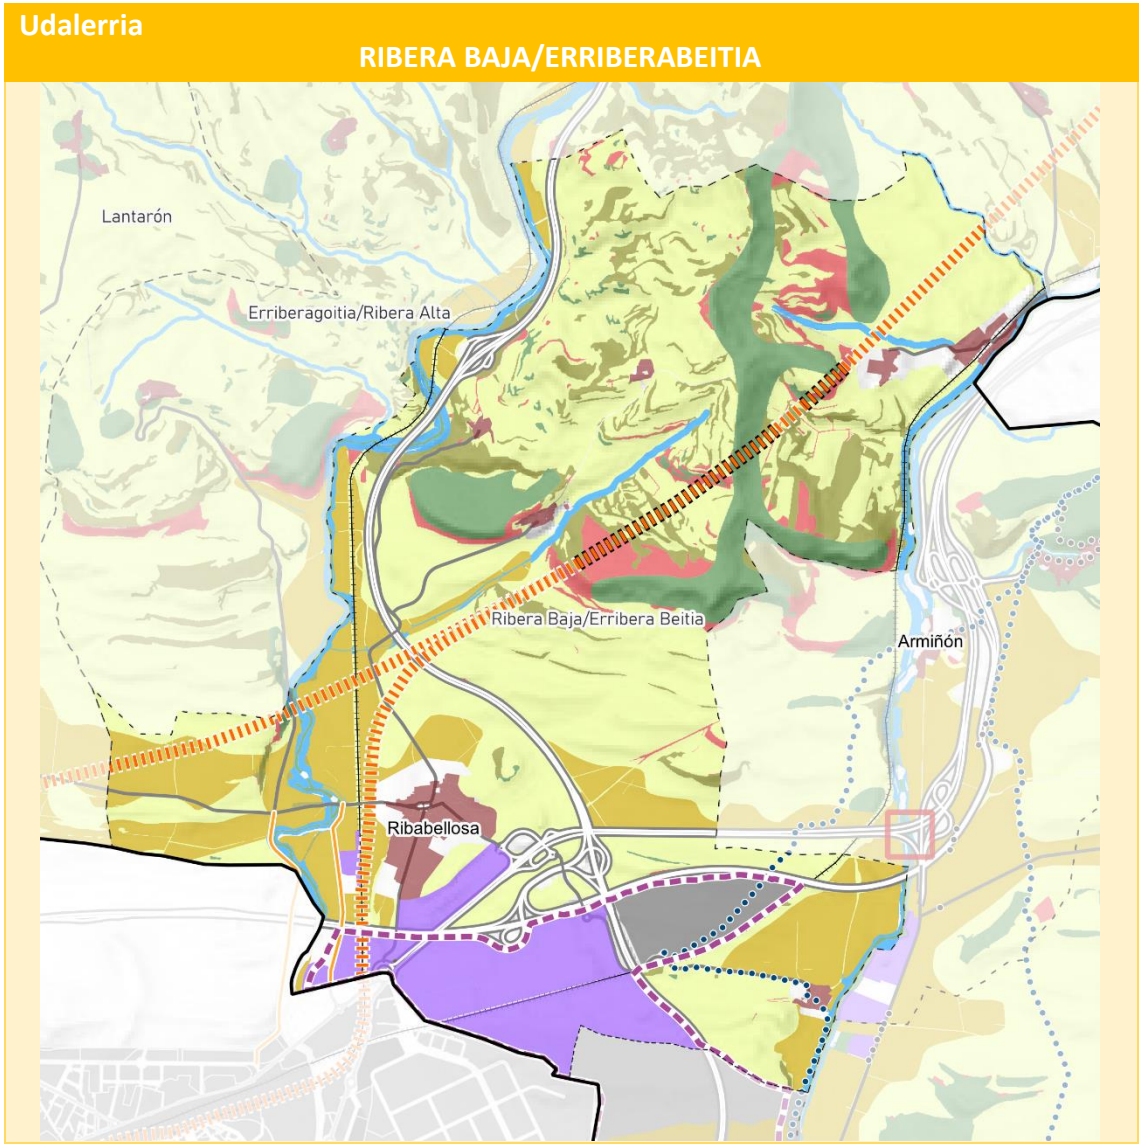 Udalerria
RIBERA BAJA/ERRIBERABEITIA
Lantarón
Erriberagoitia/Ribera Alta
Ribera Baja/Erribera Beitia
Armiñón
Ribabellosa